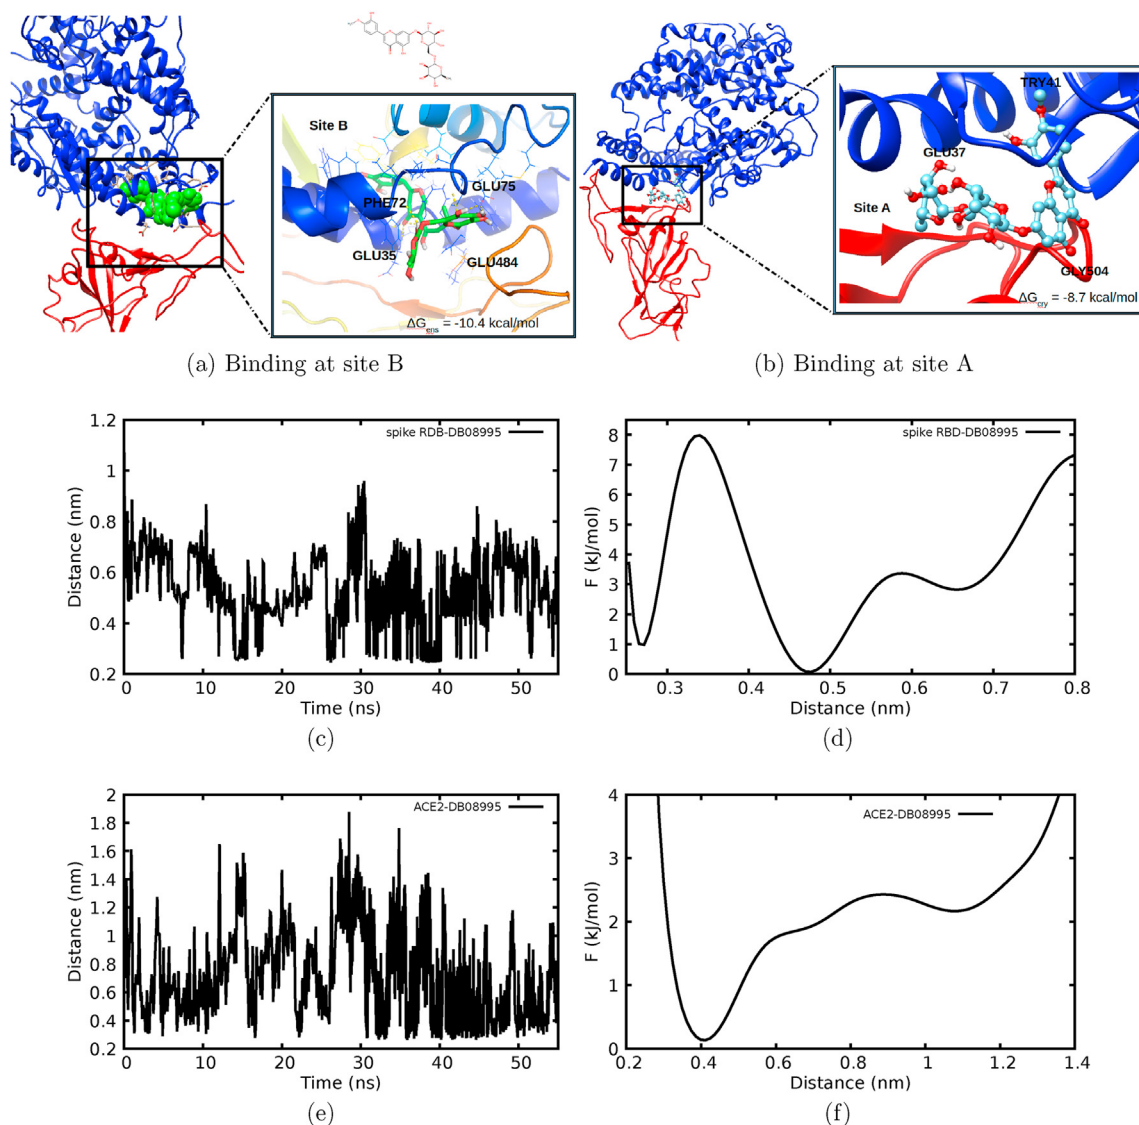 Site B
GLU75
PHE72
GLU35
GLU484
ΔG_cris = -10.4 kcal/mol
TRY41
GLU37
Site A
GLY504
ΔG_cry = -8.7 kcal/mol
(a) Binding at site B
(b) Binding at site A
1.2
1
0.8
0.6
0.4
0.2
Distance (nm)
spike RDB-DB08995
0 10 20 30 40 50
Time (ns)
(c)
8
7
6
5
4
3
2
1
0
F (kJ/mol)
spike RBD-DB08995
0.3 0.4 0.5 0.6 0.7 0.8
Distance (nm)
(d)
2
1.8
1.6
1.4
1.2
1
0.8
0.6
0.4
0.2
Distance (nm)
ACE2-DB08995
0 10 20 30 40 50
Time (ns)
(e)
4
3
2
1
0
F (kJ/mol)
ACE2-DB08995
0.2 0.4 0.6 0.8 1 1.2 1.4
Distance (nm)
(f)